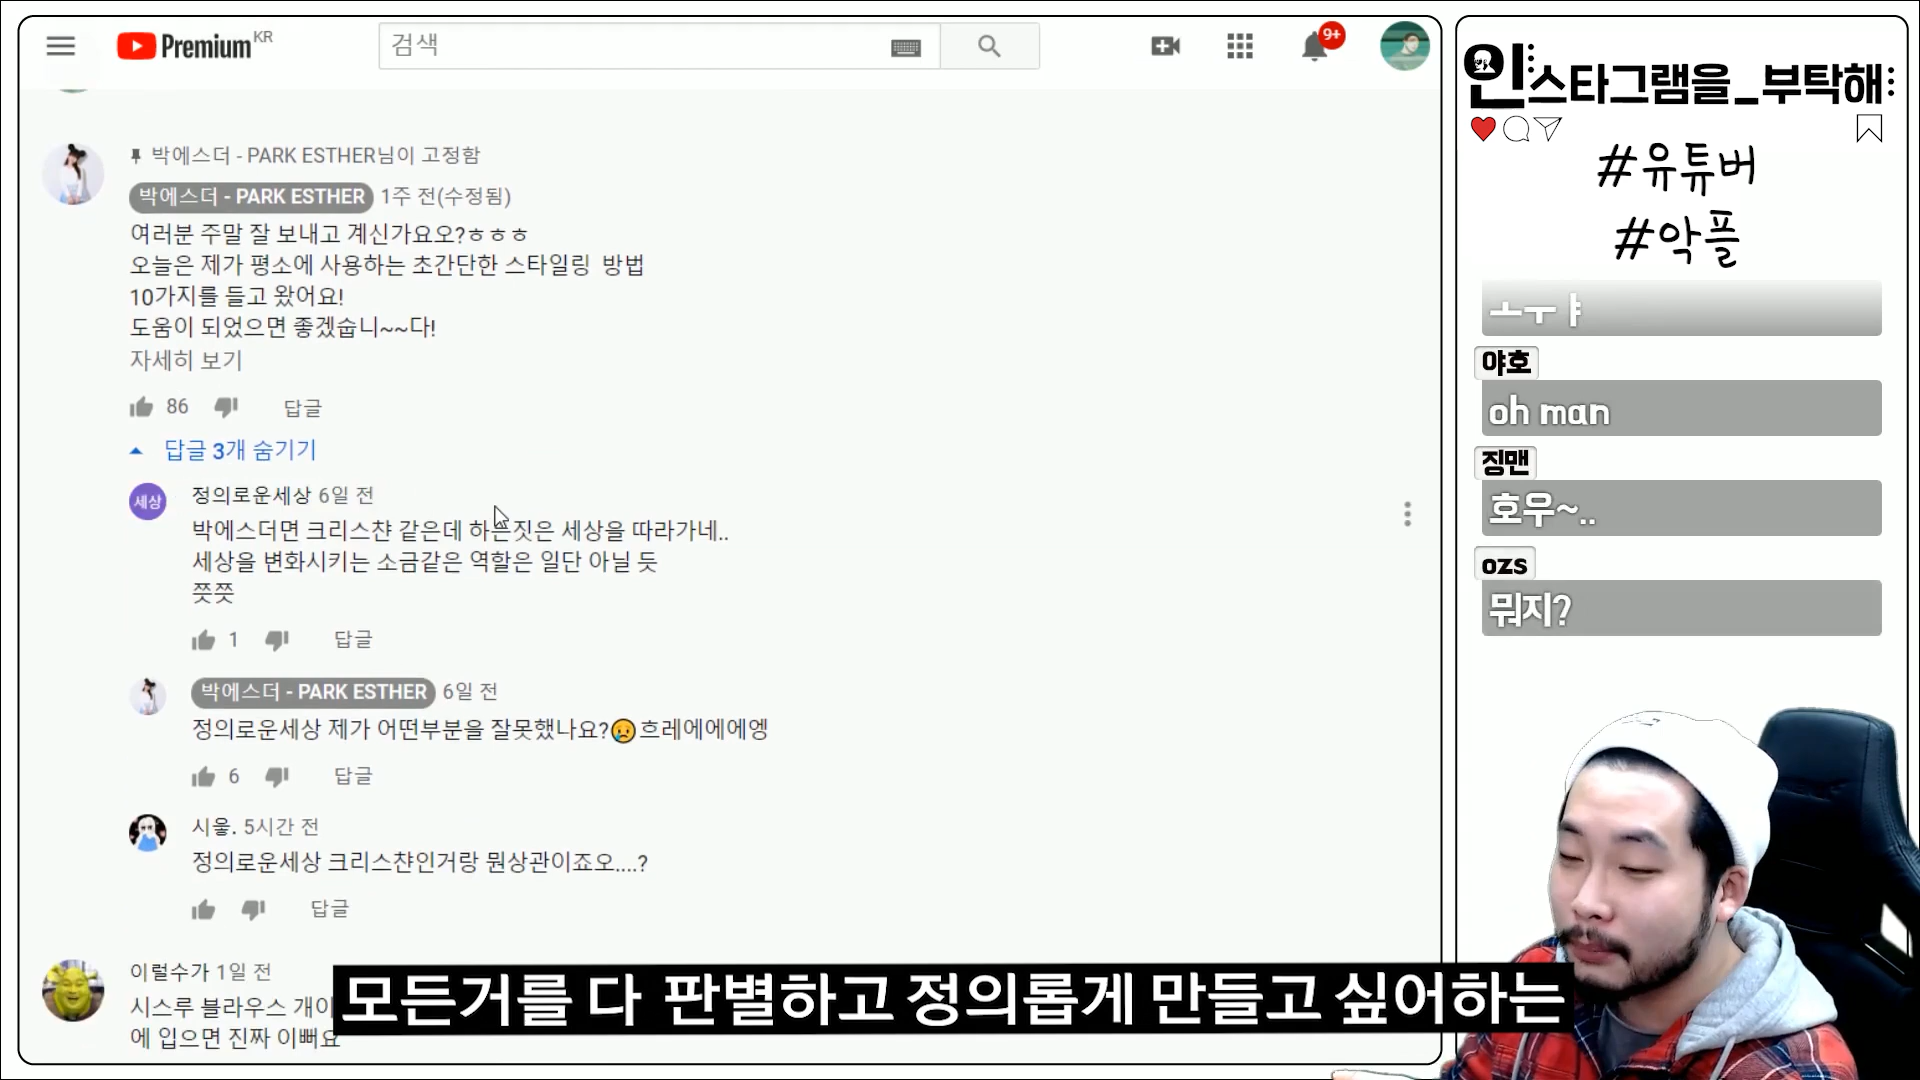 Premium KR
검색
9+
박에스더 - PARK ESTHER님이 고정함
박에스더 - PARK ESTHER 1주 전(수정됨)
여러분 주말 잘 보내고 계신가요오?ㅎㅎㅎ
오늘은 제가 평소에 사용하는 초간단한 스타일링 방법
10가지를 들고 왔어요!
도움이 되었으면 좋겠습니~~다!
자세히 보기
86 답글
답글 3개 숨기기
세상
정의로운세상 6일 전
박에스더면 크리스챤 같은데 하는짓은 세상을 따라가네..
세상을 변화시키는 소금같은 역할은 일단 아닐 듯
쯧쯧
1 답글
박에스더 - PARK ESTHER 6일 전
정의로운세상 제가 어떤부분을 잘못했나요?😢흐레에에에엥
6 답글
시웋. 5시간 전
정의로운세상 크리스챤인거랑 뭔상관이죠오....?
답글
이럴수가 1일 전
시스루 블라우스 개이
에 입으면 진짜 이뻐요
모든거를 다 판별하고 정의롭게 만들고 싶어하는
인스타그램을_부탁해
#유튜버
#악플
ㅗㅜㅑ
야호
oh man
징맨
호우~..
ozs
뭐지?